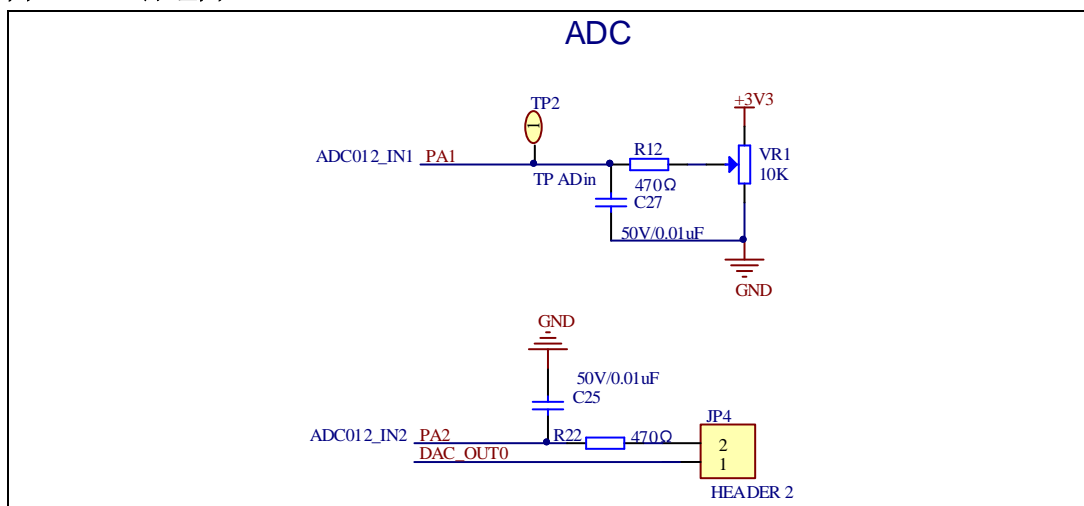 ADC
TP2
1
+3V3
ADC012_IN1 PA1
R12
VR1
TP ADin
470Ω
10K
C27
50V/0.01uF
GND
GND
50V/0.01uF
C25
JP4
ADC012_IN2 PA2
R22
470Ω
2
DAC_OUT0
1
HEADER 2